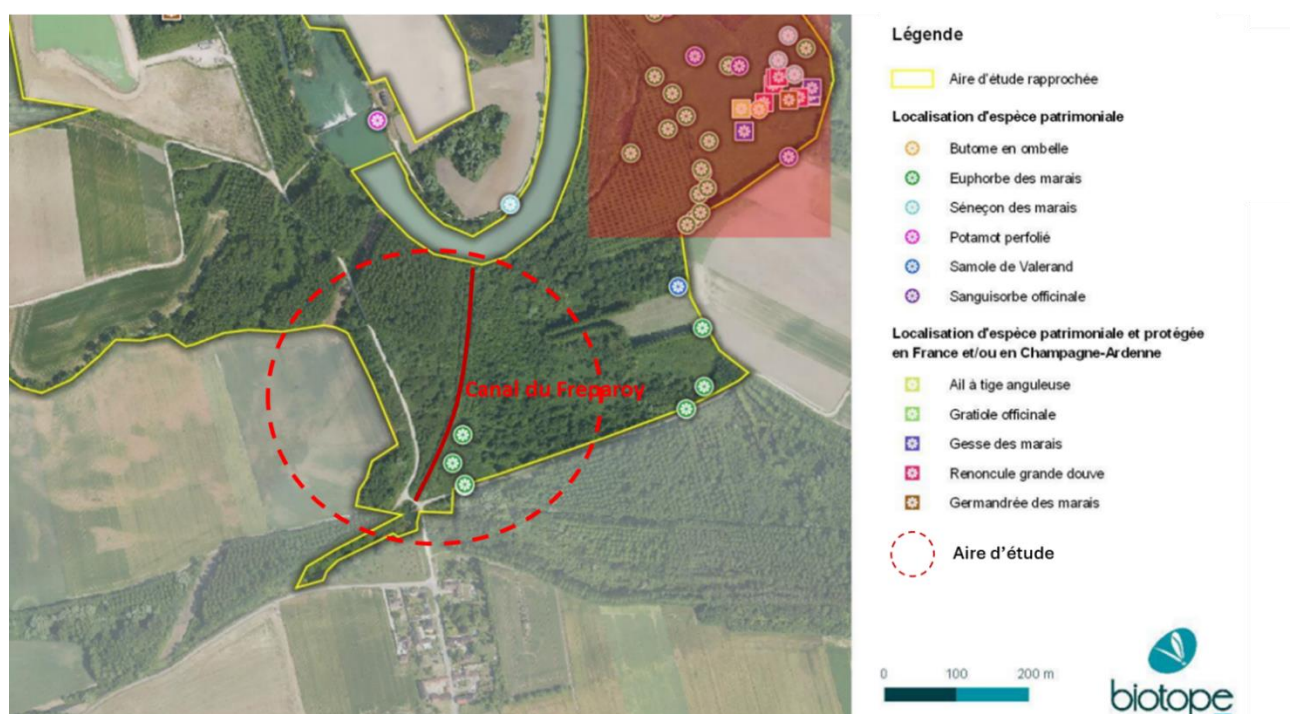 Canal du Freparoy
Légende
Aire d'étude rapprochée
Localisation d'espèce patrimoniale
Butome en ombelle
Euphorbe des marais
Séneçon des marais
Potamot perfolié
Samole de Valerand
Sanguisorbe officinale
Localisation d'espèce patrimoniale et protégée
en France et/ou en Champagne-Ardenne
Ail à tige anguleuse
Gratiole officinale
Gesse des marais
Renoncule grande douve
Germandrée des marais
Aire d'étude
0 100 200 m
biotope